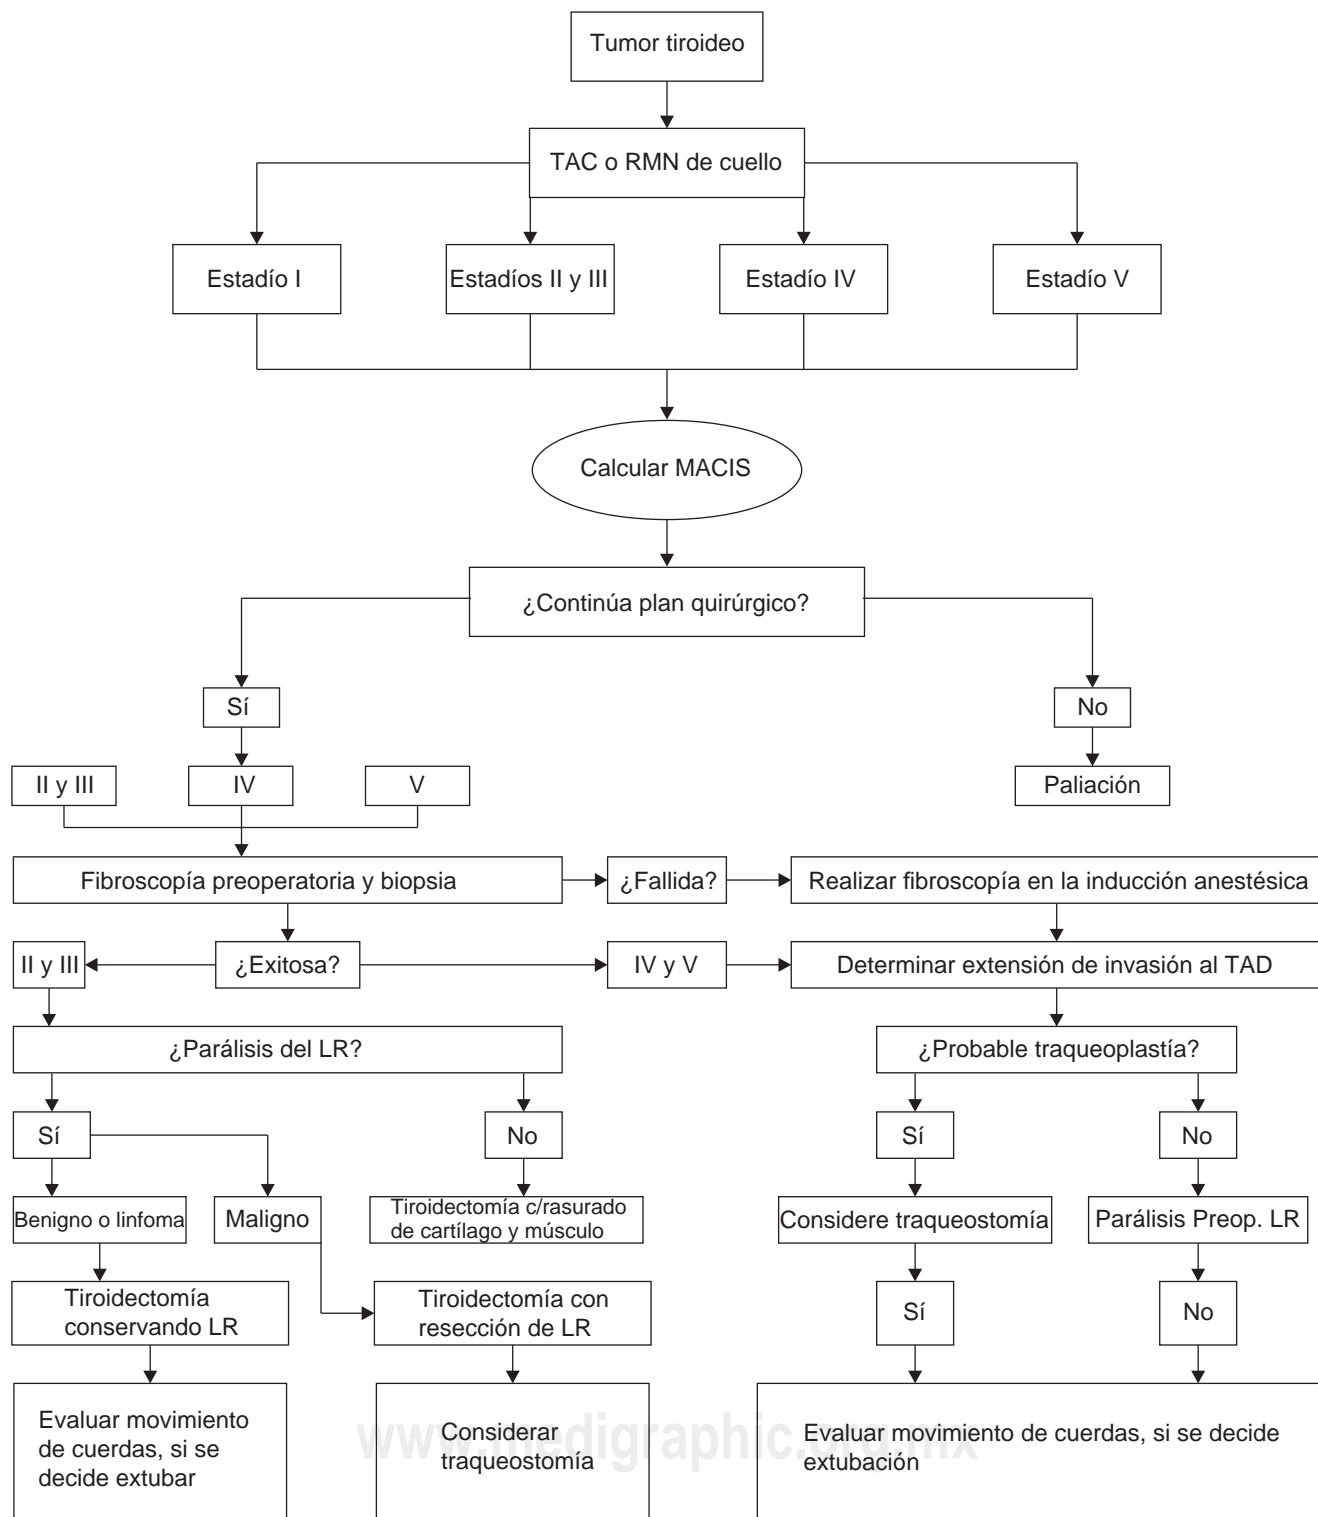 Tumor tiroideo
TAC o RMN de cuello
Estadío I
Estadíos II y III
Estadío IV
Estadío V
Calcular MACIS
¿Continúa plan quirúrgico?
Sí
No
II y III
IV
V
Paliación
Fibroscopía preoperatoria y biopsia
¿Fallida?
Realizar fibroscopía en la inducción anestésica
II y III
¿Exitosa?
IV y V
Determinar extensión de invasión al TAD
¿Parálisis del LR?
¿Probable traqueoplastía?
Sí
No
Sí
No
Benigno o linfoma
Maligno
Tiroidectomía c/rasurado
de cartílago y músculo
Considere traqueostomía
Parálisis Preop. LR
Tiroidectomía
conservando LR
Tiroidectomía con
resección de LR
Sí
No
Evaluar movimiento
de cuerdas, si se
decide extubar
Considerar
traqueostomía
Evaluar movimiento de cuerdas, si se decide
extubación
www.medigraphic.org.mx